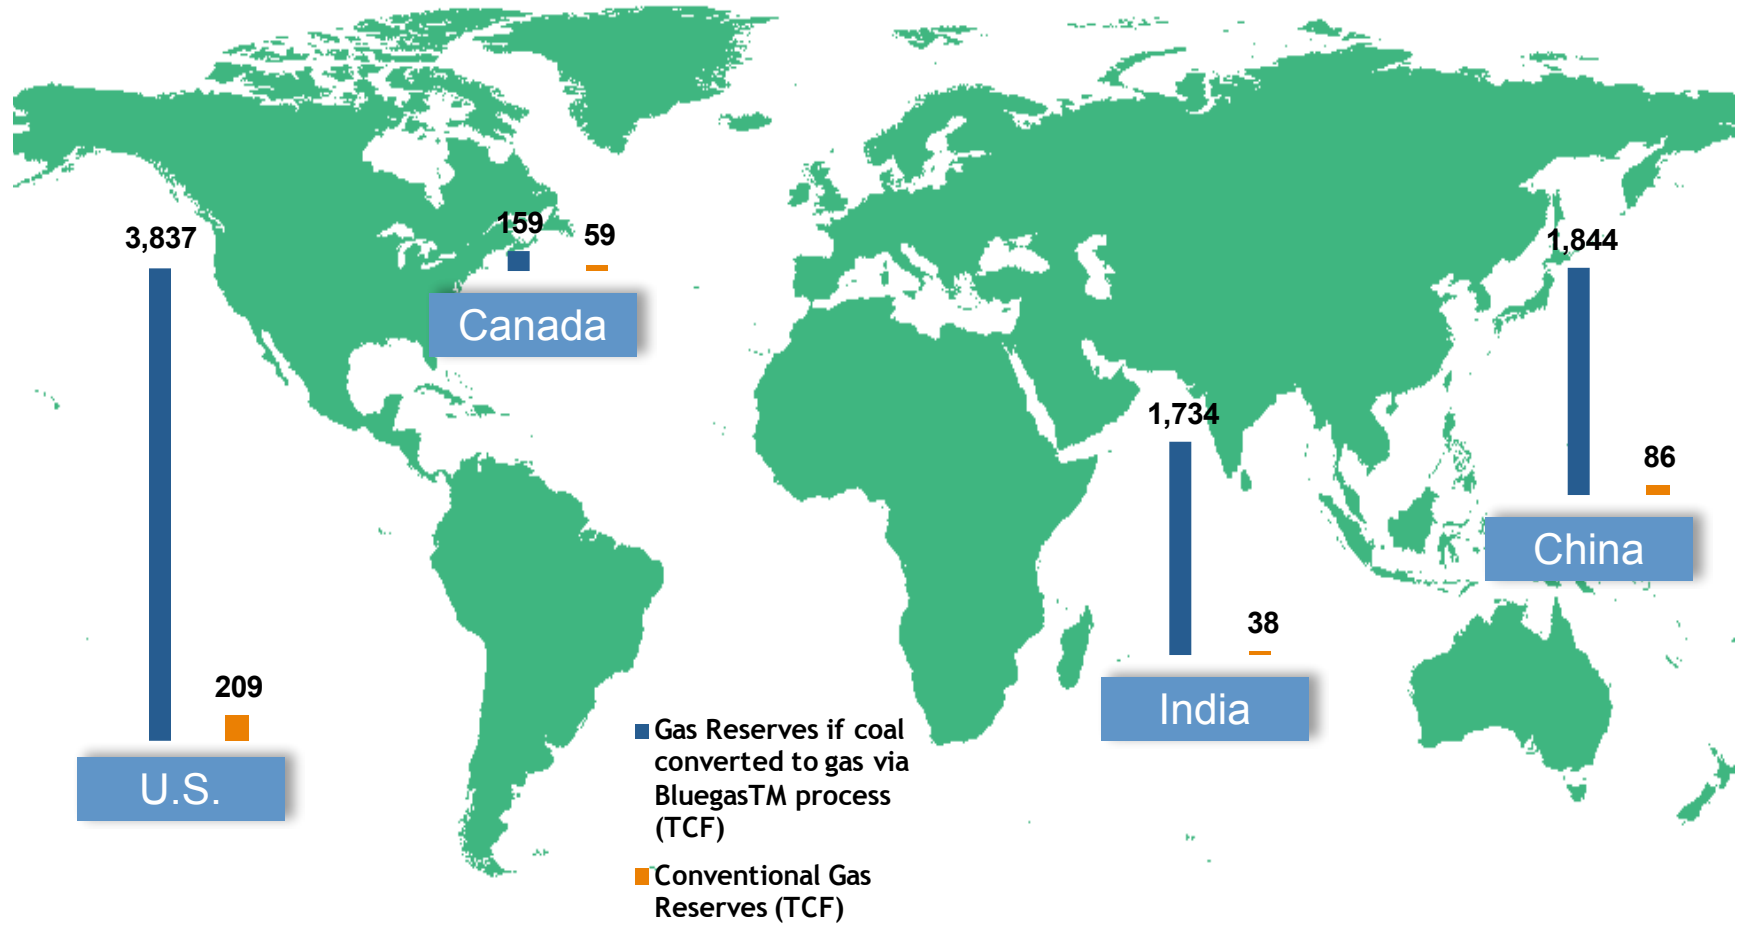 3,837
209
U.S.
159
59
Canada
1,734
38
India
1,844
86
China
Gas Reserves if coal
converted to gas via
BluegasTM process
(TCF)
Conventional Gas
Reserves (TCF)